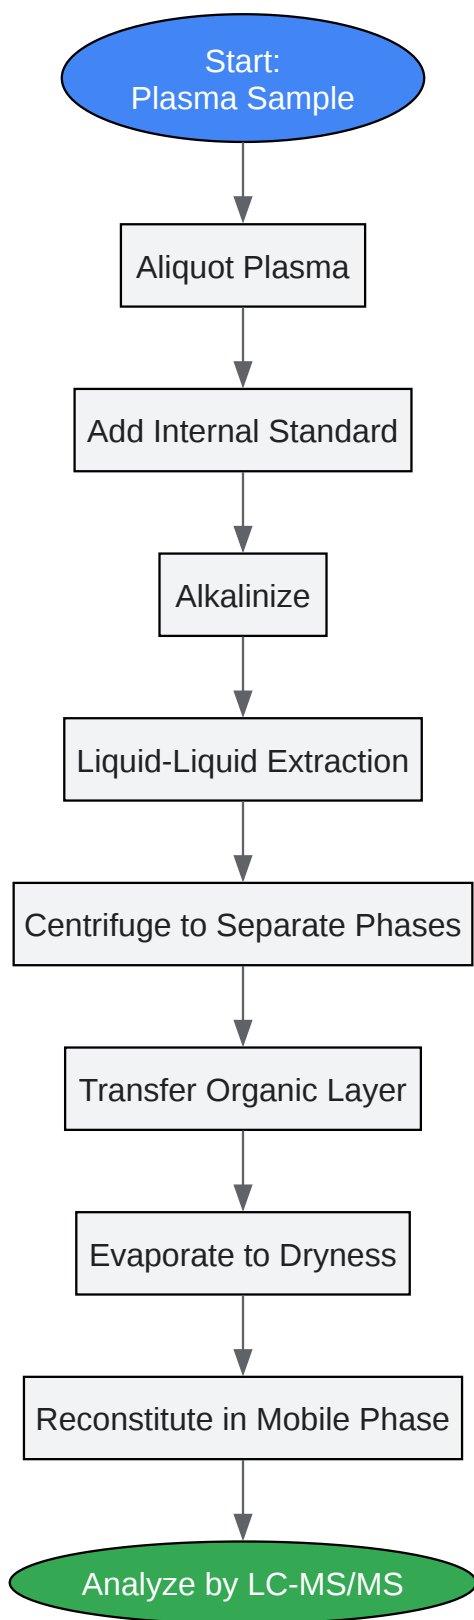 Start:
Plasma Sample
Aliquot Plasma
Add Internal Standard
Alkalinize
Liquid-Liquid Extraction
Centrifuge to Separate Phases
Transfer Organic Layer
Evaporate to Dryness
Reconstitute in Mobile Phase
Analyze by LC-MS/MS